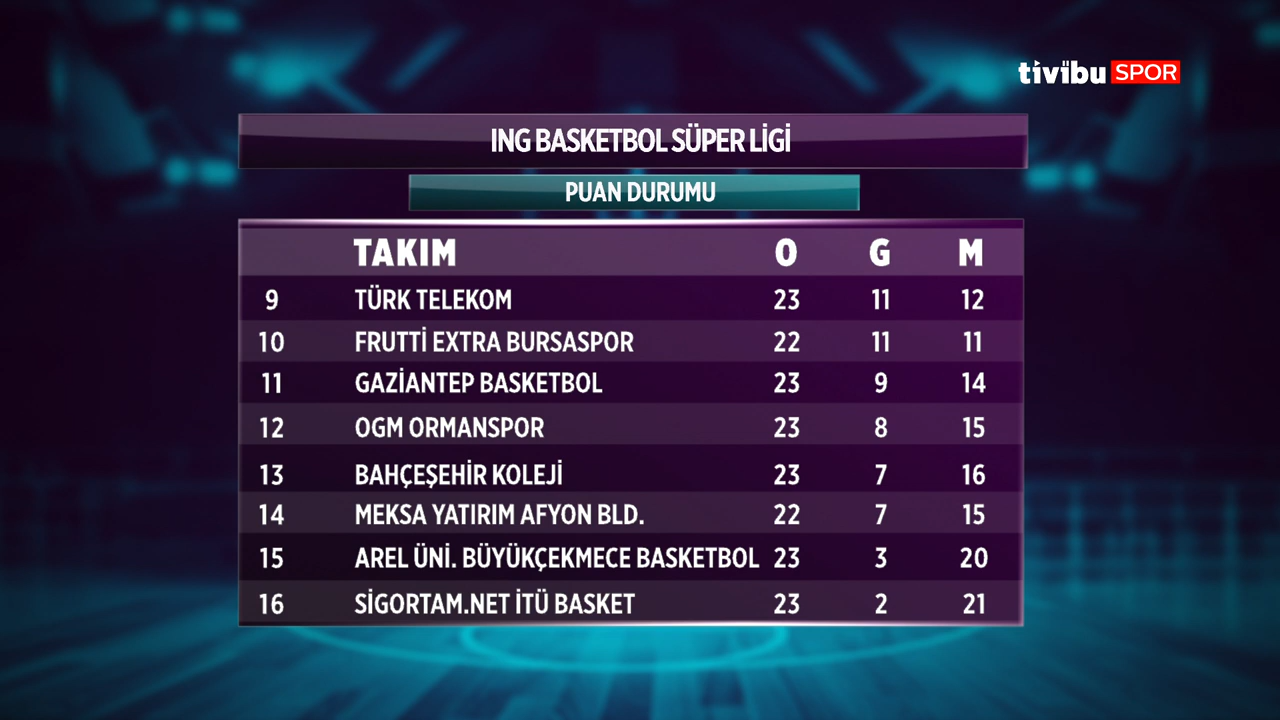 tivibu SPOR
ING BASKETBOL SÜPER LİGİ
PUAN DURUMU
TAKIM O G M
9 TÜRK TELEKOM 23 11 12
10 FRUTTİ EXTRA BURSASPOR 22 11 11
11 GAZİANTEP BASKETBOL 23 9 14
12 OGM ORMANSPOR 23 8 15
13 BAHÇEŞEHİR KOLEJİ 23 7 16
14 MEKSA YATIRIM AFYON BLD. 22 7 15
15 AREL ÜNİ. BÜYÜKÇEKMECE BASKETBOL 23 3 20
16 SİGORTAM.NET İTÜ BASKET 23 2 21